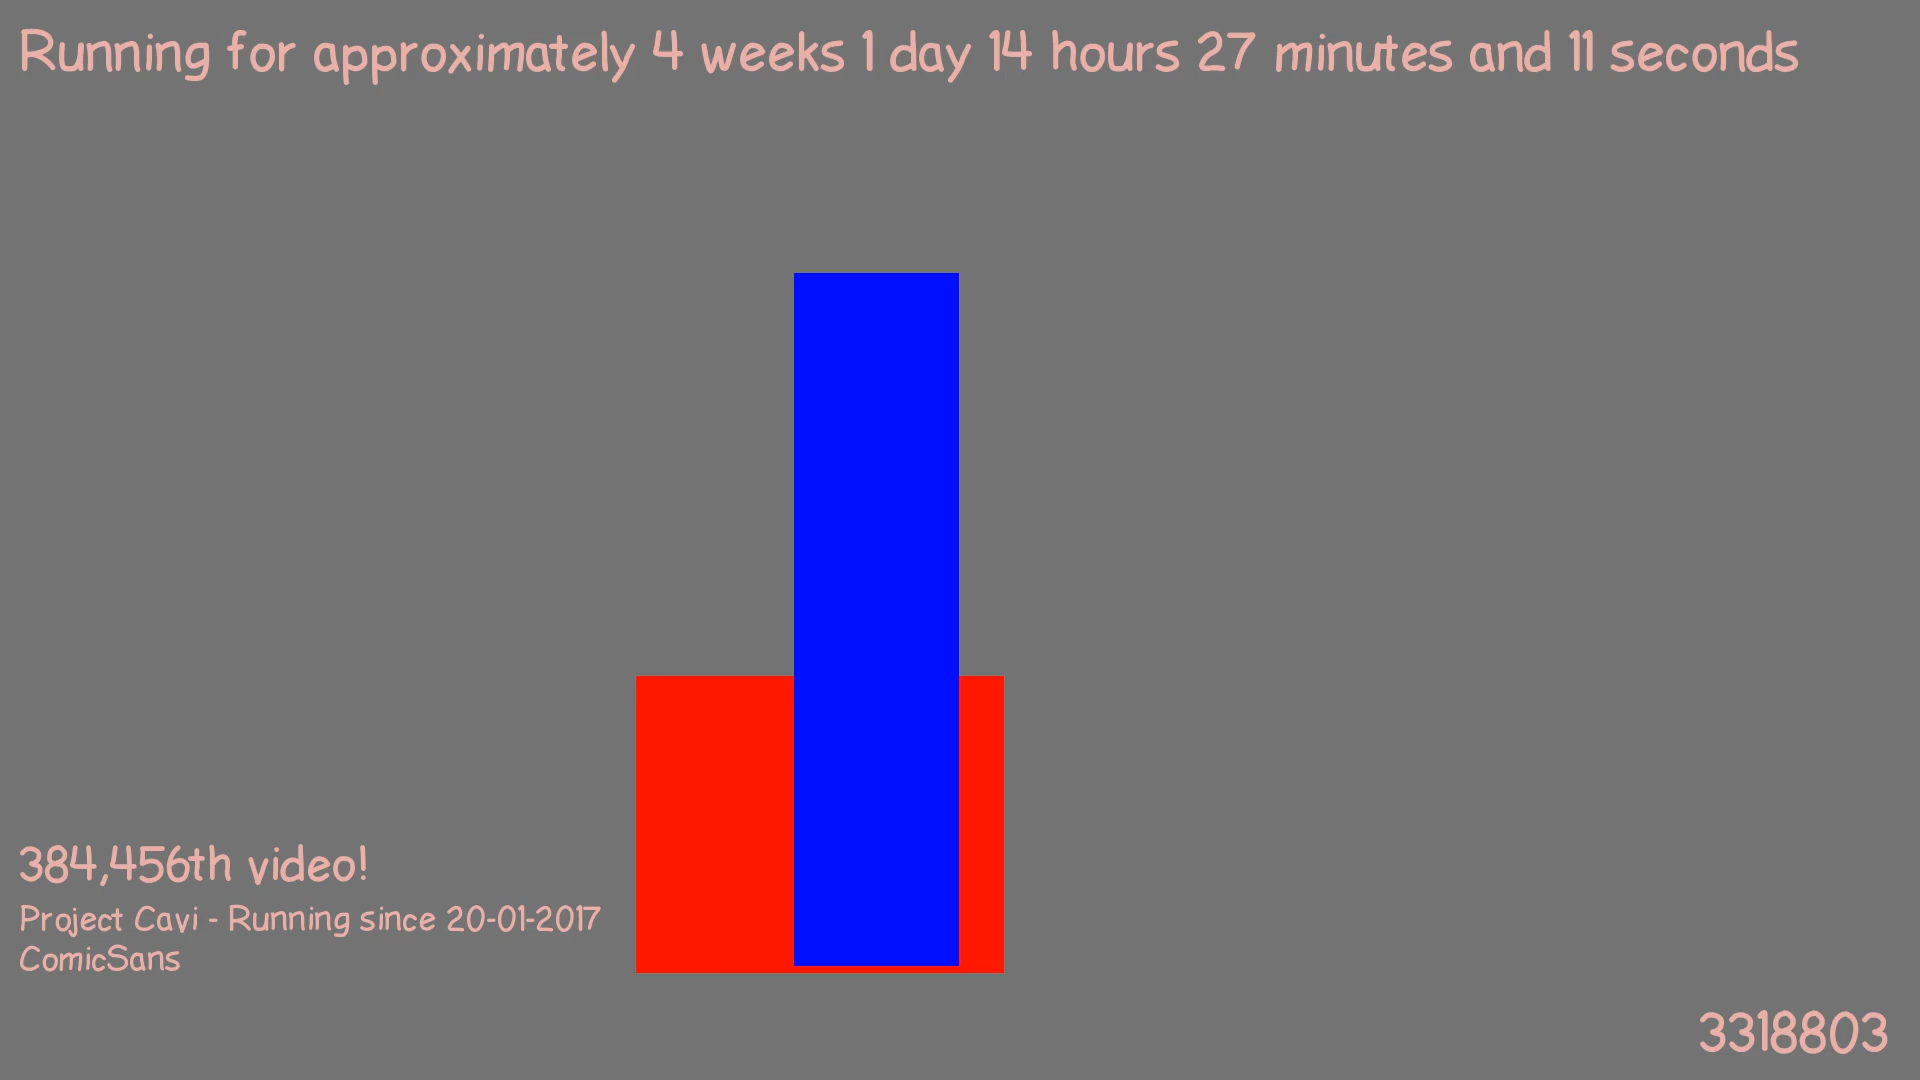 Running for approximately 4 weeks 1 day 14 hours 27 minutes and 11 seconds
384,456th video!
Project Cavi - Running since 20-01-2017
ComicSans
3318803